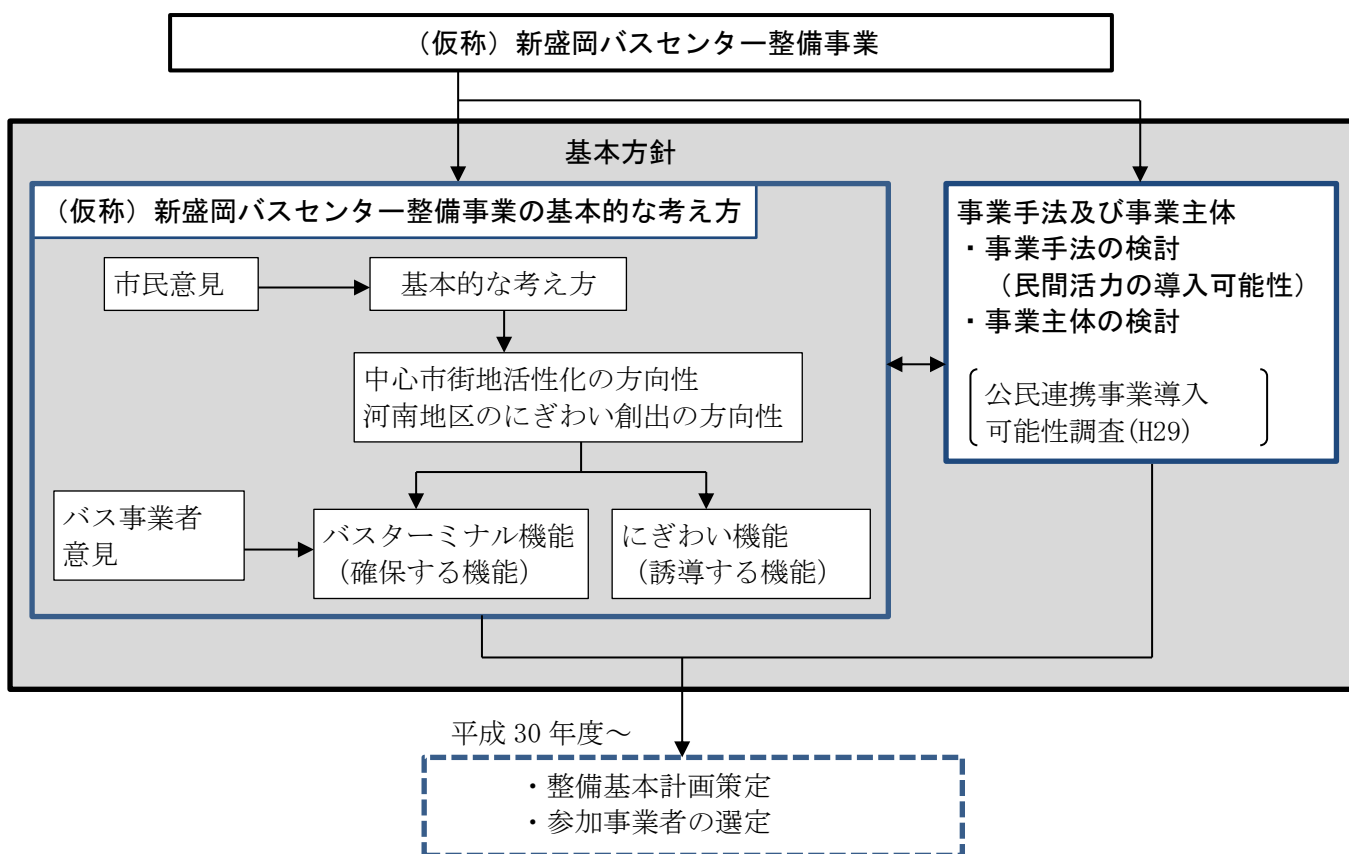 （仮称）新盛岡バスセンター整備事業
基本方針
（仮称）新盛岡バスセンター整備事業の基本的な考え方
市民意見
基本的な考え方
中心市街地活性化の方向性
河南地区のにぎわい創出の方向性
バス事業者
意見
バスターミナル機能
（確保する機能）
にぎわい機能
（誘導する機能）
事業手法及び事業主体
・事業手法の検討
（民間活力の導入可能性）
・事業主体の検討
公民連携事業導入
可能性調査(H29)
平成 30 年度～
・整備基本計画策定
・参加事業者の選定